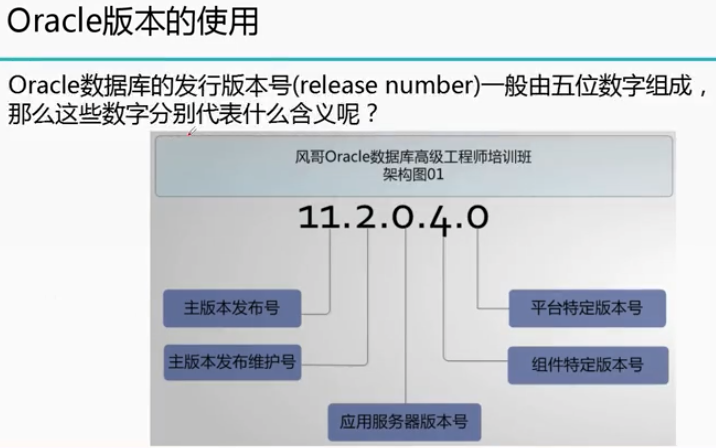 Oracle版本的使用
Oracle数据库的发行版本号(release number)一般由五位数字组成，
那么这些数字分别代表什么含义呢？
风哥Oracle数据库高级工程师培训班
架构图01
11.2.0.4.0
主版本发布号
平台特定版本号
主版本发布维护号
组件特定版本号
应用服务器版本号